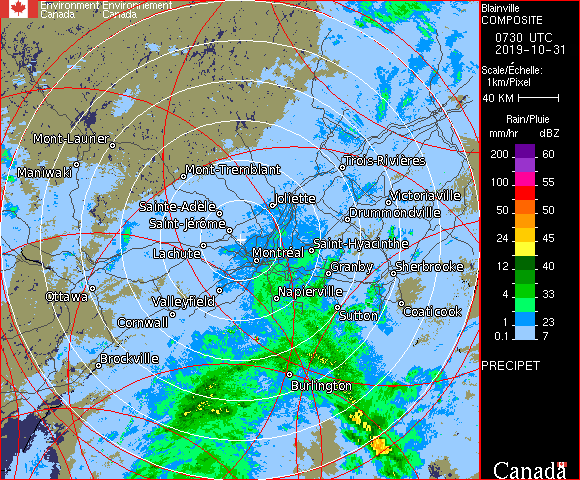 Environment Environnement
Canada Canada
Blainville
COMPOSITE
0730 UTC
2019-10-31
Scale/Échelle:
1km/Pixel
40 KM
Rain/Pluie
mm/hr dBZ
200 60
100 55
50 50
24 45
12 40
4 33
1 23
0.1 7
PRECIPET
Canada
Mont-Laurier
Maniwaki
Mont-Tremblant
Trois-Rivières
Joliette
Victoriaville
Sainte-Adèle
Drummondville
Saint-Jérôme
Lachute
Montréal
Saint-Hyacinthe
Granby
Sherbrooke
Ottawa
Valleyfield
Napierville
Coaticook
Cornwall
Sutton
Brockville
Burlington